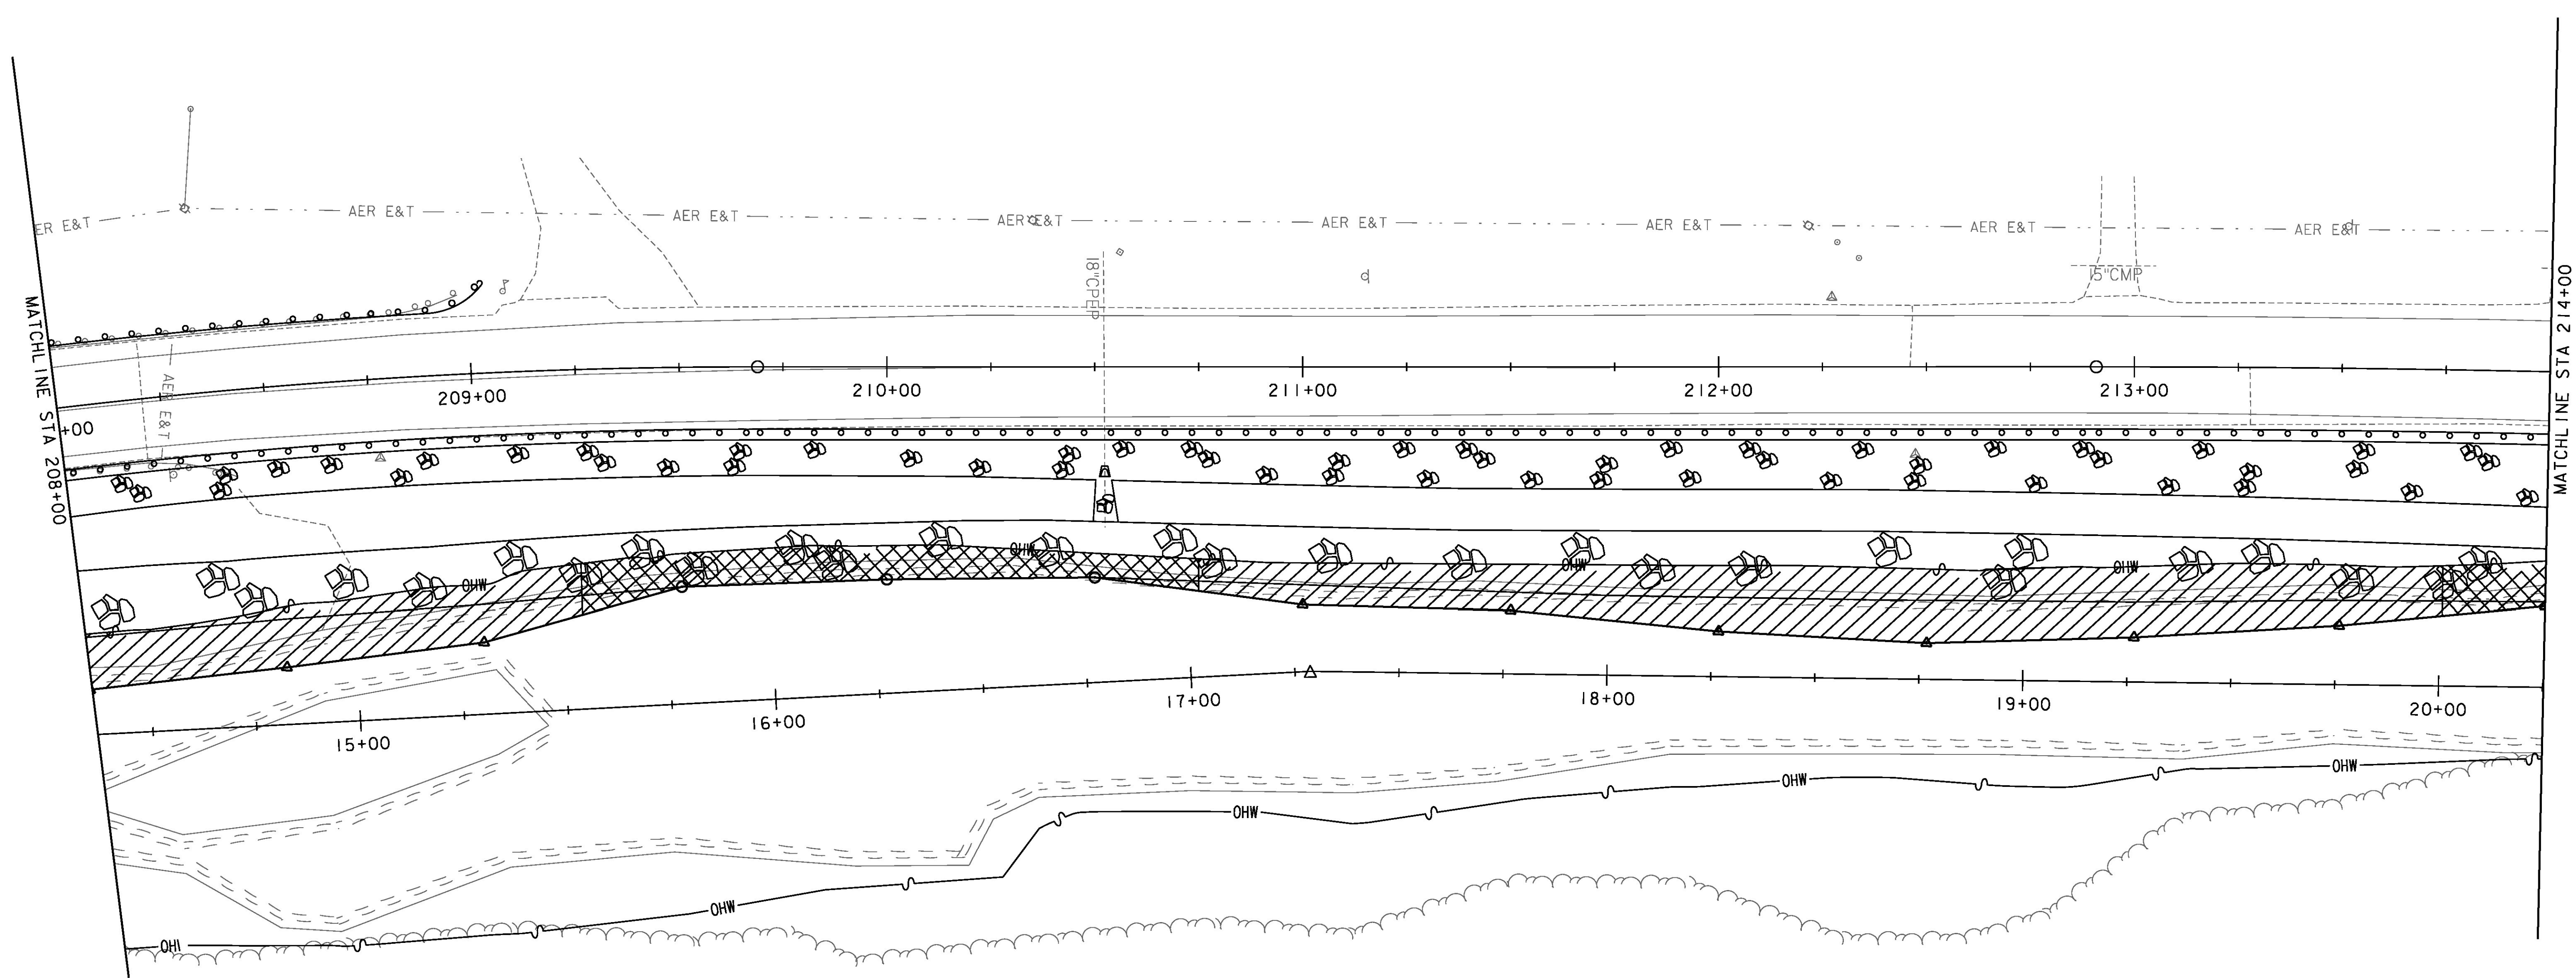 ER E&T
AER E&T
AER E&T
AER E&T
AER E&T
AER E&T
AER E&T
AER E&T
18"CPEP
15"CMP
MATCHLINE STA 208+00
MATCHLINE STA 214+00
AER E&T
+00
209+00
210+00
211+00
212+00
213+00
OHW
OHW
OHW
OHW
15+00
16+00
17+00
18+00
19+00
20+00
OHW
OHW
OHW
OHW
OHI